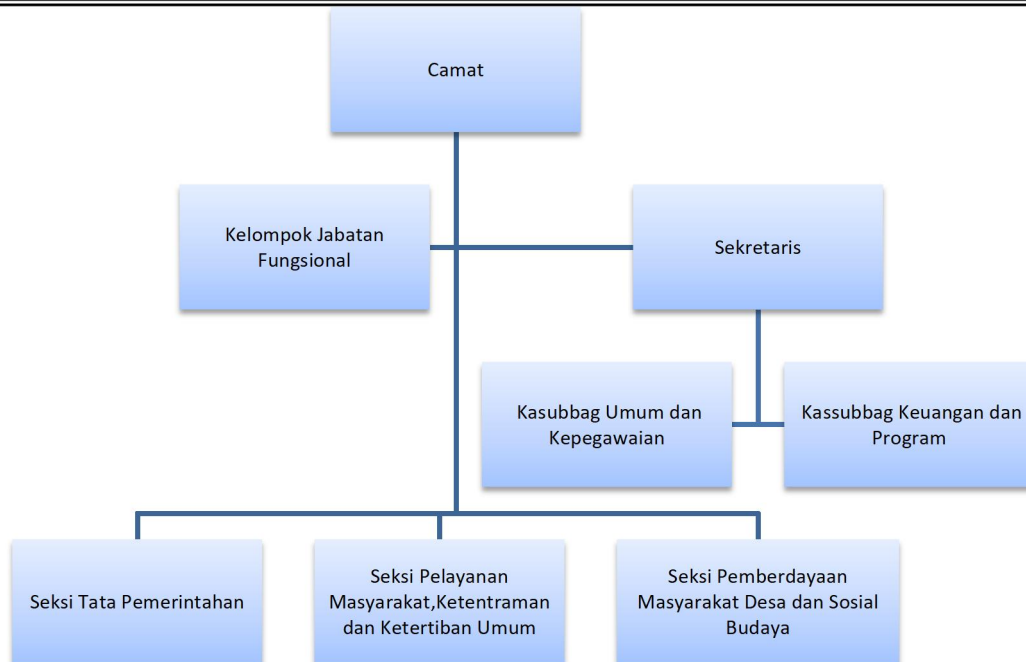 Camat
Kelompok Jabatan
Fungsional
Sekretaris
Kasubbag Umum dan
Kepegawaian
Kassubbag Keuangan dan
Program
Seksi Tata Pemerintahan
Seksi Pelayanan
Masyarakat,Ketentraman
dan Ketertiban Umum
Seksi Pemberdayaan
Masyarakat Desa dan Sosial
Budaya